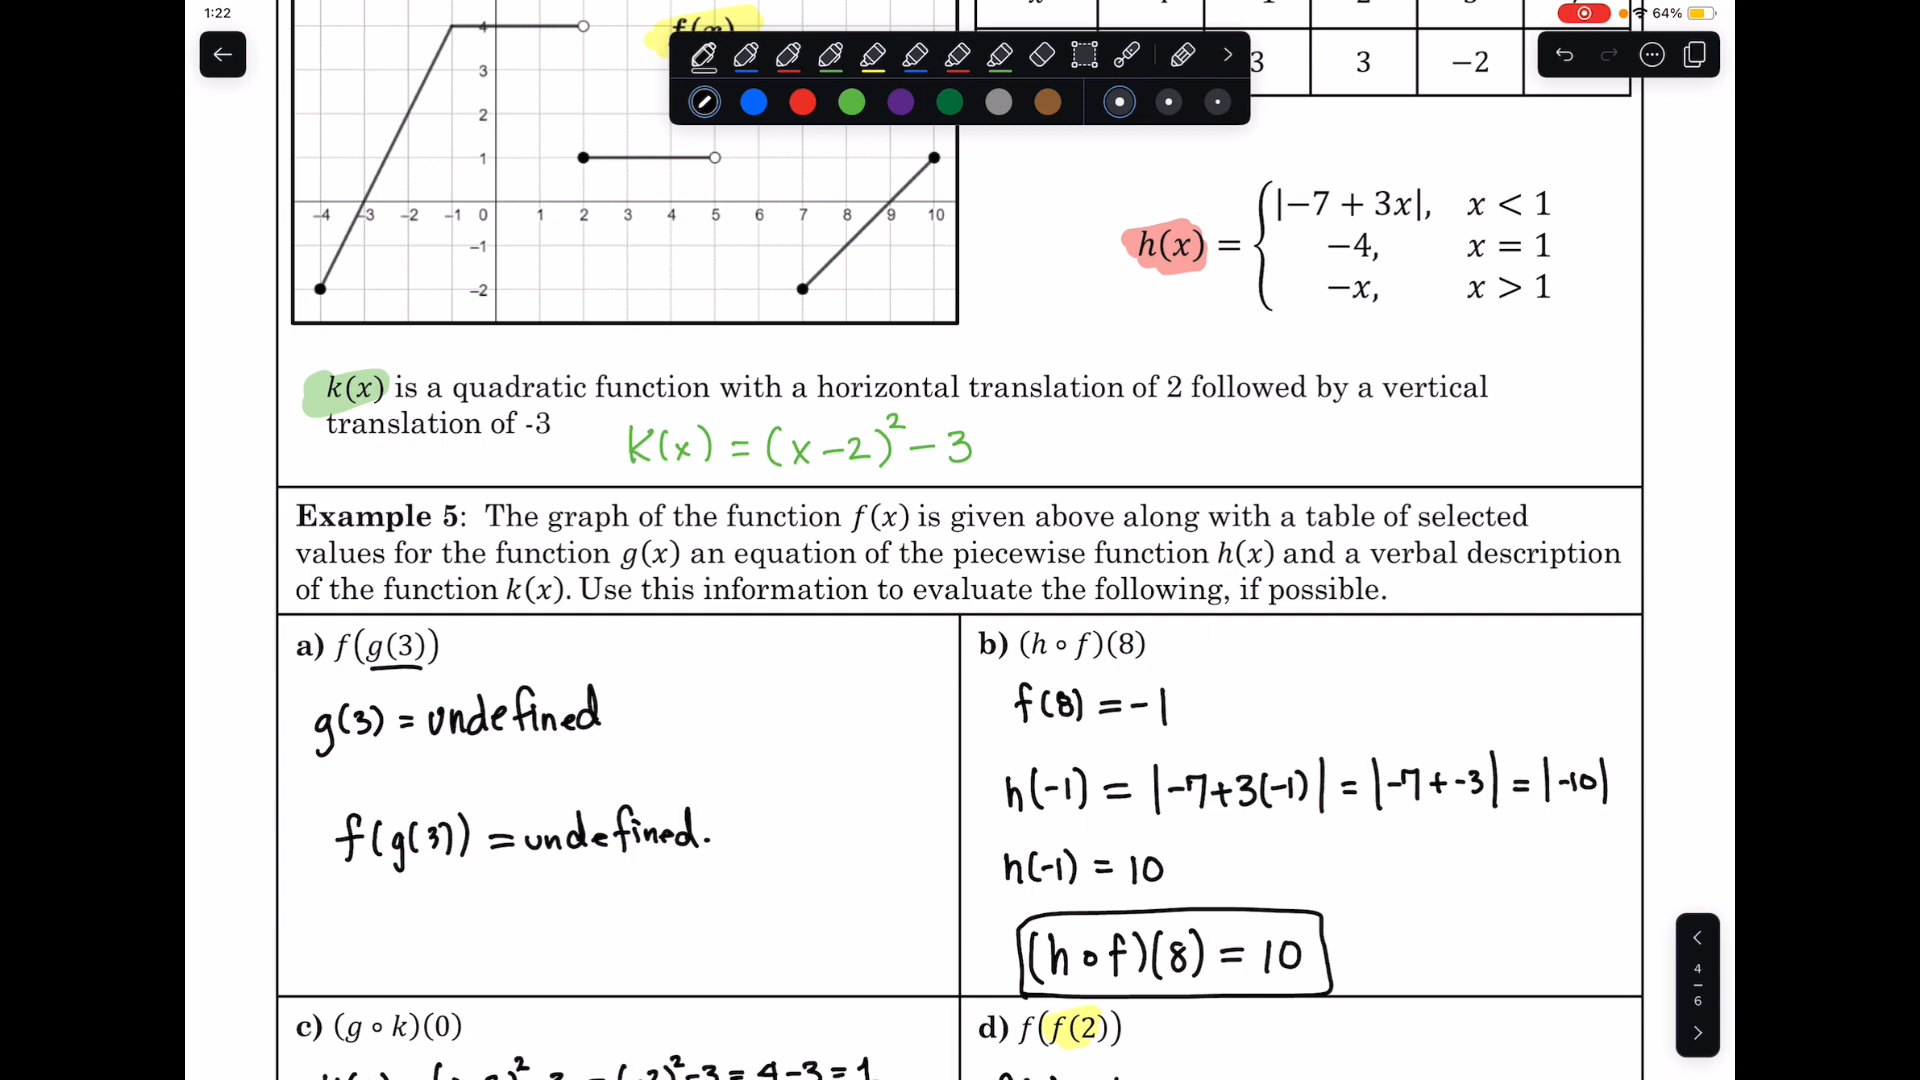 1:22
64%
4
3
2
1
-4 -3 -2 -1 0 1 2 3 4 5 6 7 8 9 10
-1
-2
f(x)
3 3 −2
h(x) = { |−7 + 3x|, x < 1
−4, x = 1
−x, x > 1
k(x) is a quadratic function with a horizontal translation of 2 followed by a vertical
translation of -3
K(x) = (x-2)² - 3
Example 5: The graph of the function f(x) is given above along with a table of selected
values for the function g(x) an equation of the piecewise function h(x) and a verbal description
of the function k(x). Use this information to evaluate the following, if possible.
a) f(g(3))
g(3) = undefined
f(g(3)) = undefined.
b) (h ∘ f)(8)
f(8) = -1
h(-1) = |-7+3(-1)| = |-7+-3| = |-10|
h(-1) = 10
(h∘f)(8) = 10
c) (g ∘ k)(0)
d) f(f(2))
4
6